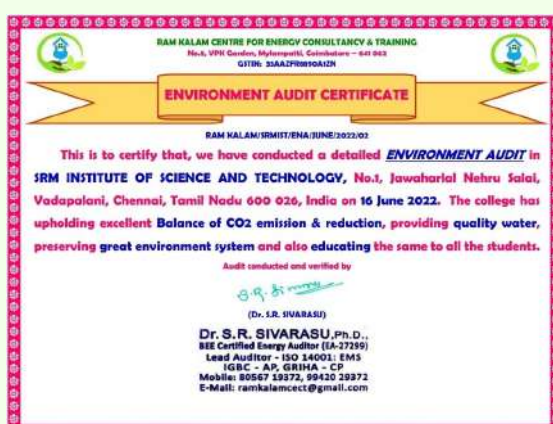 RAM KALAM CENTRE FOR ENERGY CONSULTANCY & TRAINING
No.8, VPK Garden, Mylampatti, Coimbatore – 641 062
GSTIN:
ENVIRONMENT AUDIT CERTIFICATE
RAM KALAM/SRMIST/ENA/JUNE/2022/02
This is to certify that, we have conducted a detailed ENVIRONMENT AUDIT in
SRM INSTITUTE OF SCIENCE AND TECHNOLOGY, No.1, Jawaharlal Nehru Salai,
Vadapalani, Chennai, Tamil Nadu 600 026, India on 16 June 2022. The college has
upholding excellent Balance of CO2 emission & reduction, providing quality water,
preserving great environment system and also educating the same to all the students.
Audit conducted and verified by
(Dr. S.R. SIVARASU)
Dr. S.R. SIVARASU,Ph.D.,
BEE Certified Energy Auditor (EA-27299)
Lead Auditor - ISO 14001: EMS
IGBC - AP, GRIHA - CP
Mobile: 80567 19372, 99420 29372
E-Mail: ramkalamcect@gmail.com